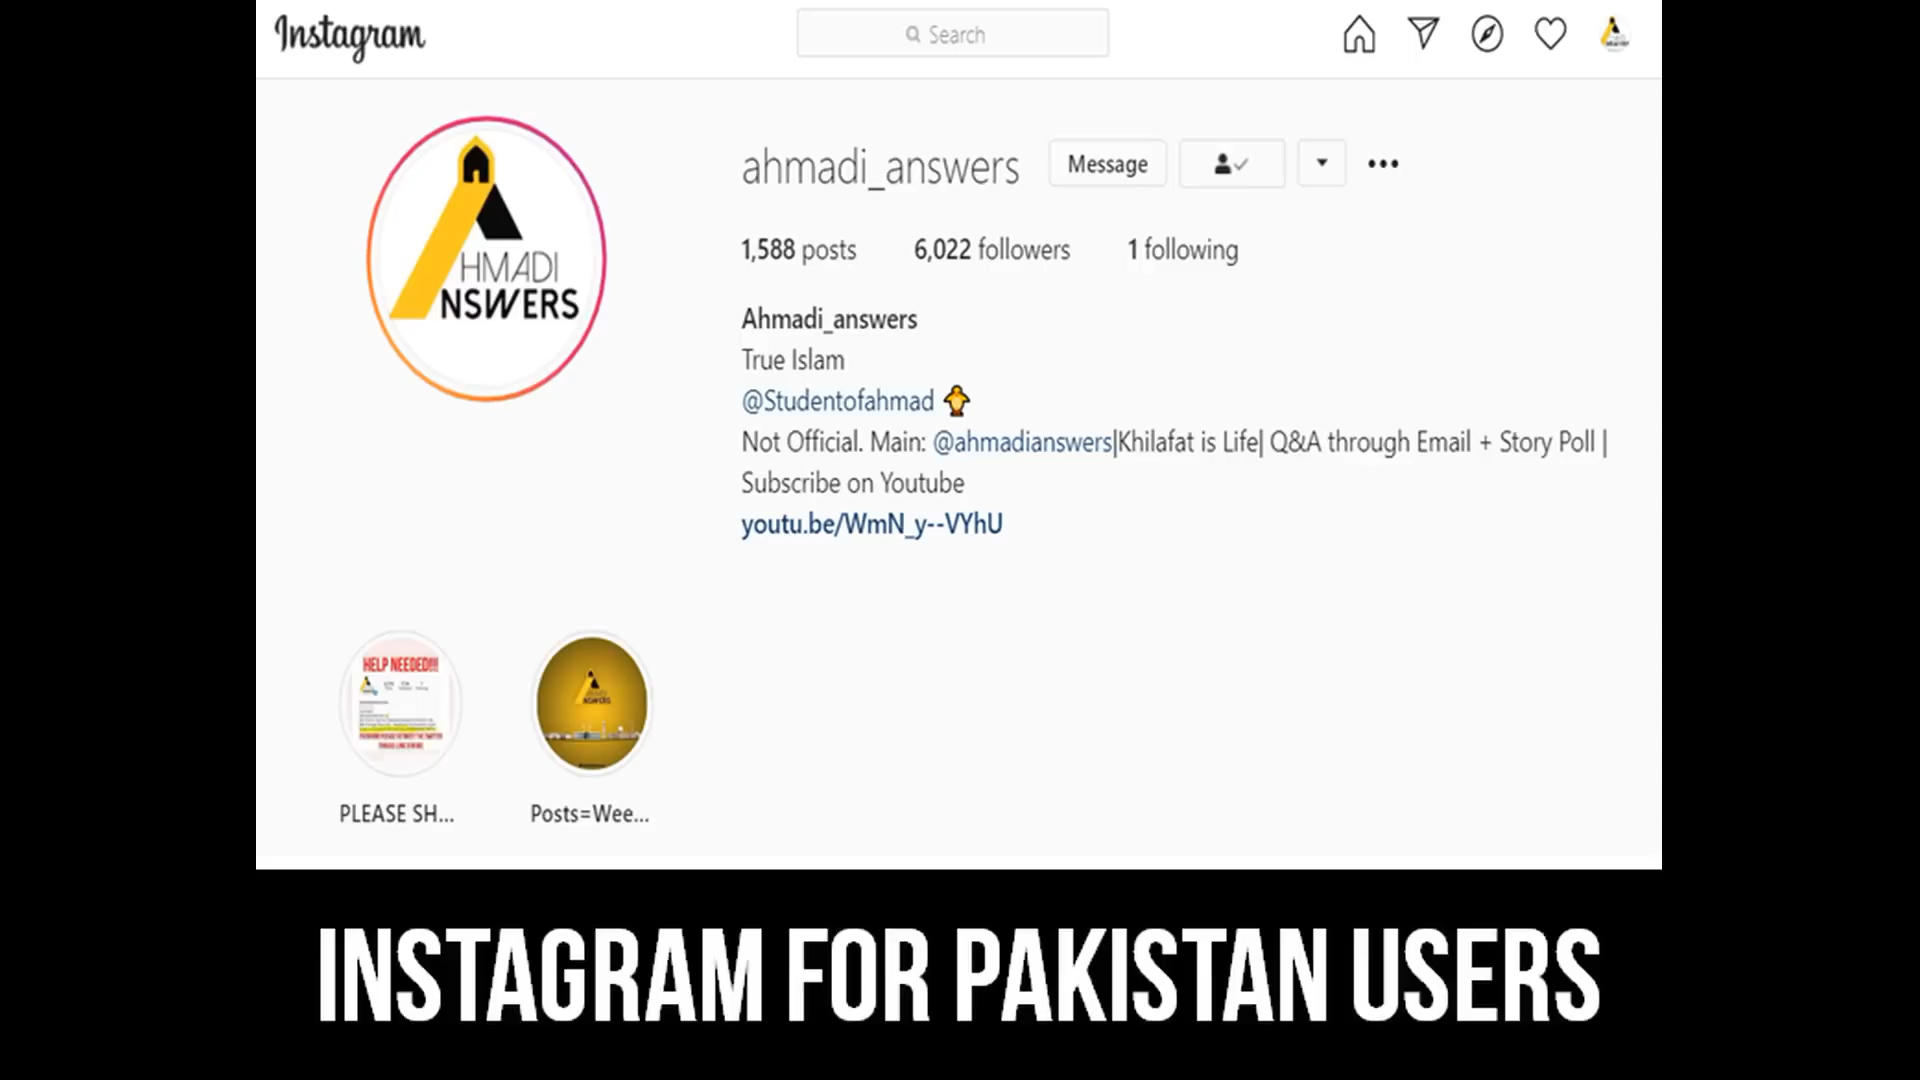 Instagram
Search
ahmadi_answers
Message
1,588 posts
6,022 followers
1 following
HMADI
NSWERS
Ahmadi_answers
True Islam
@Studentofahmad
Not Official. Main: @ahmadianswers|Khilafat is Life| Q&A through Email + Story Poll |
Subscribe on Youtube
youtu.be/WmN_y--VYhU
HELP NEEDED!!!
PLEASE SH...
Posts=Wee...
INSTAGRAM FOR PAKISTAN USERS